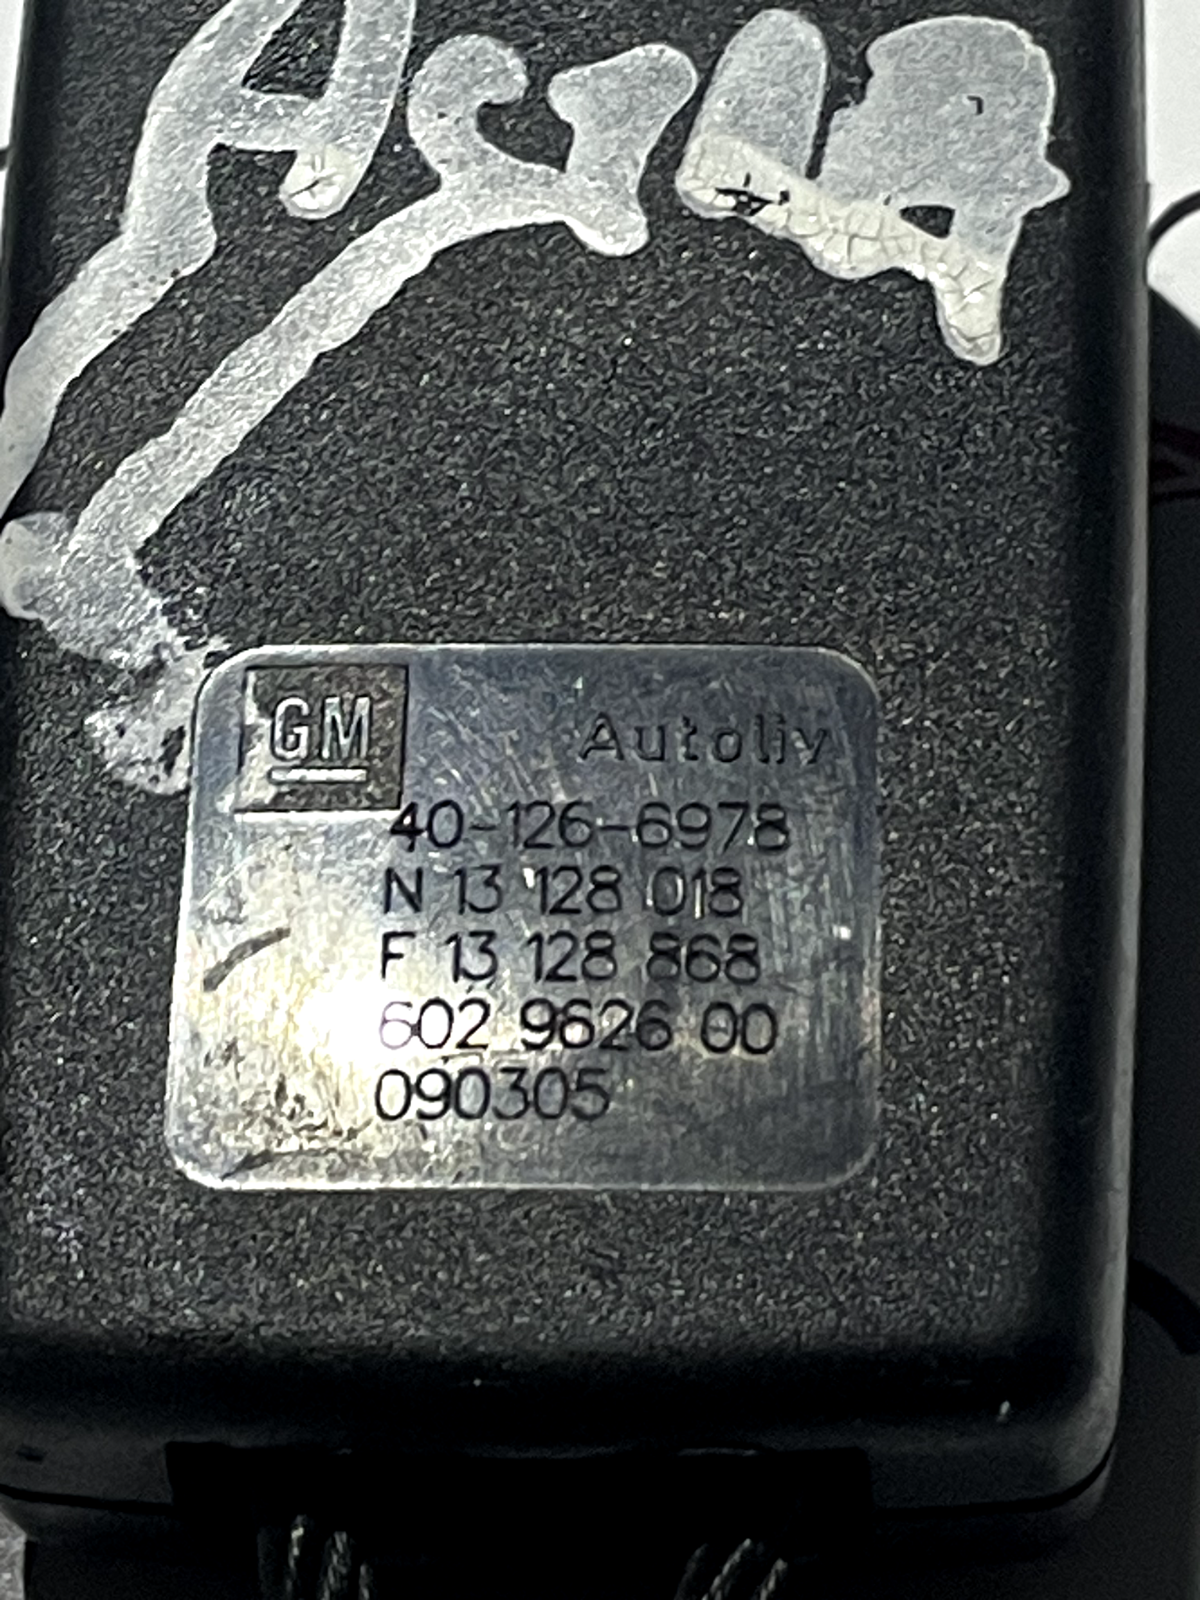 GM Autoliv
40-126-6978
N 13 128 018
F 13 128 868
602 9626 00
090305